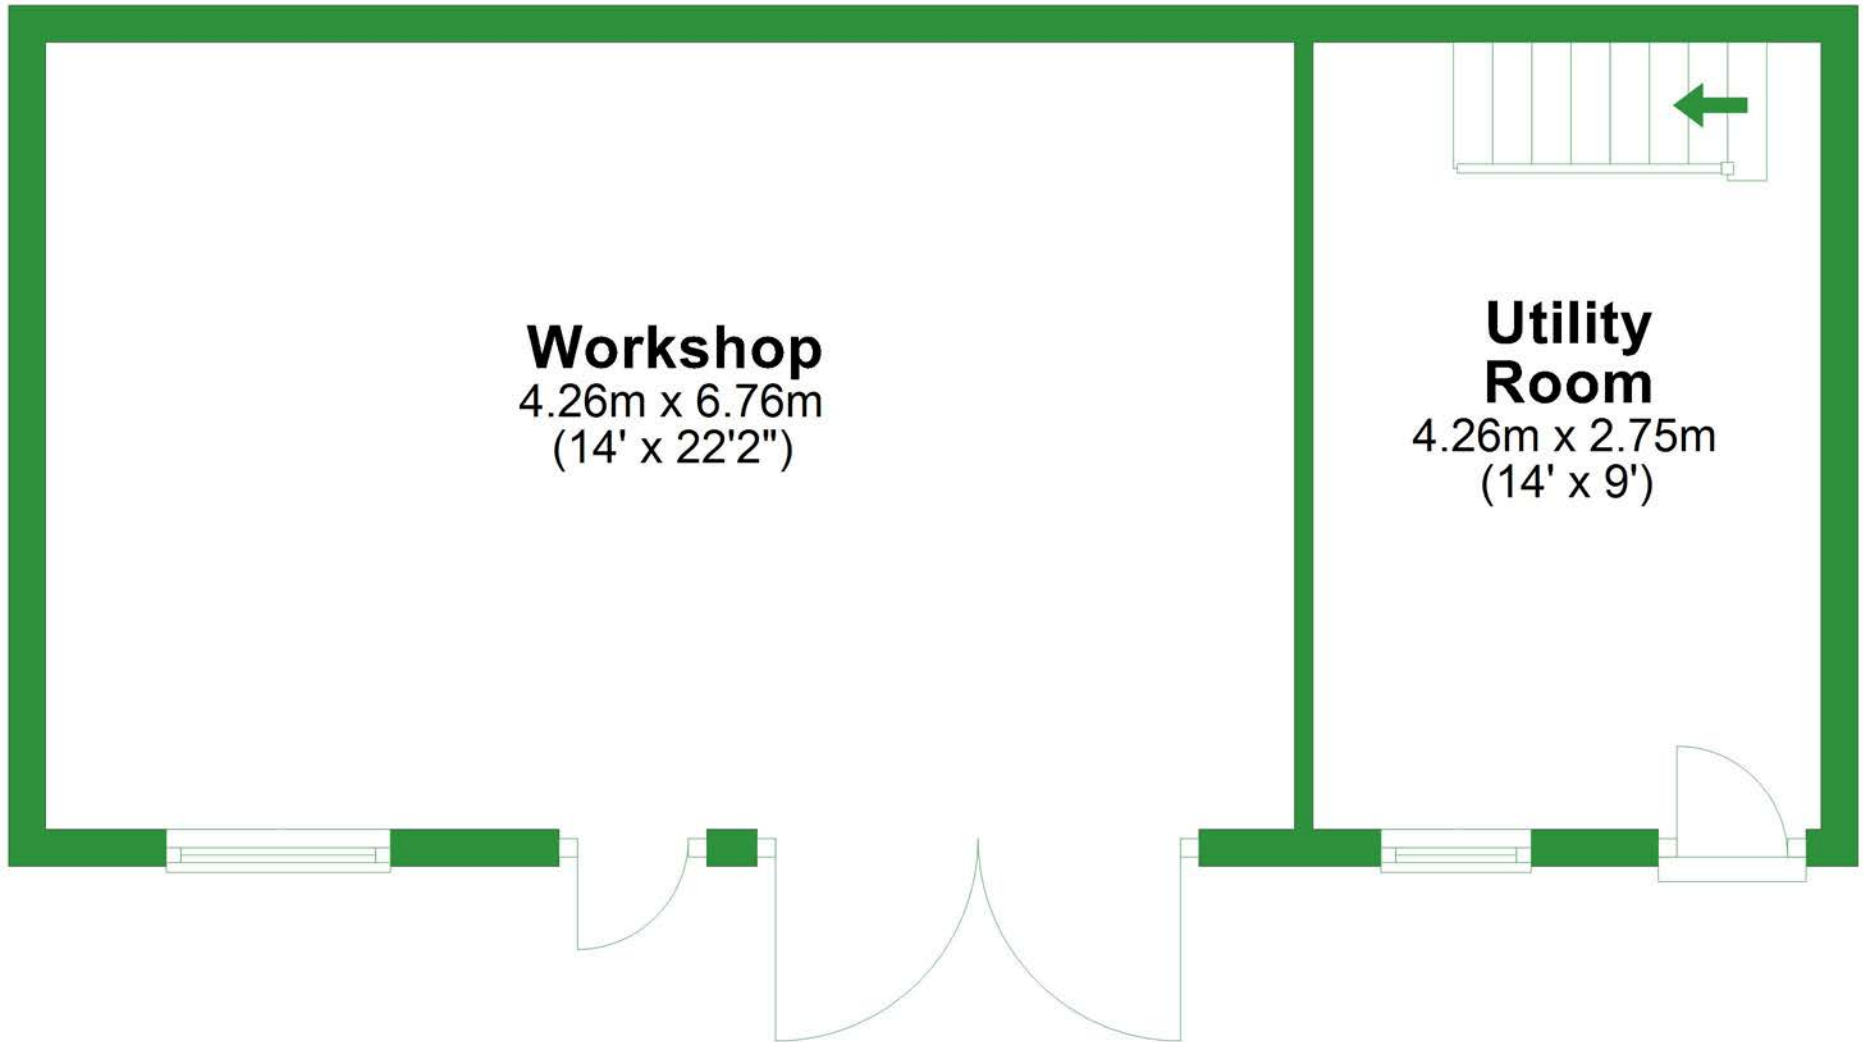 Workshop
4.26m x 6.76m
(14' x 22'2")
Utility
Room
4.26m x 2.75m
(14' x 9')